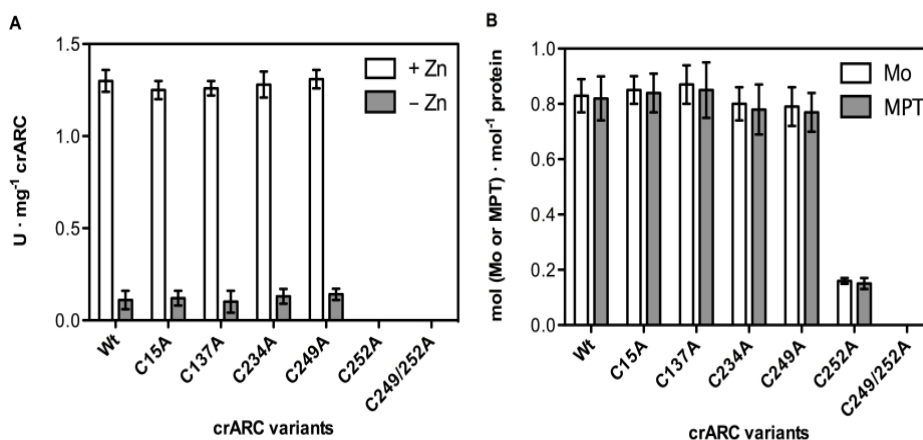 A
U · mg⁻¹ crARC
1.5
1.0
0.5
0.0
+ Zn
– Zn
Wt
C15A
C137A
C234A
C249A
C252A
C249/252A
crARC variants
B
mol (Mo or MPT) · mol⁻¹ protein
1.0
0.8
0.6
0.4
0.2
0.0
Mo
MPT
Wt
C15A
C137A
C234A
C249A
C252A
C249/252A
crARC variants